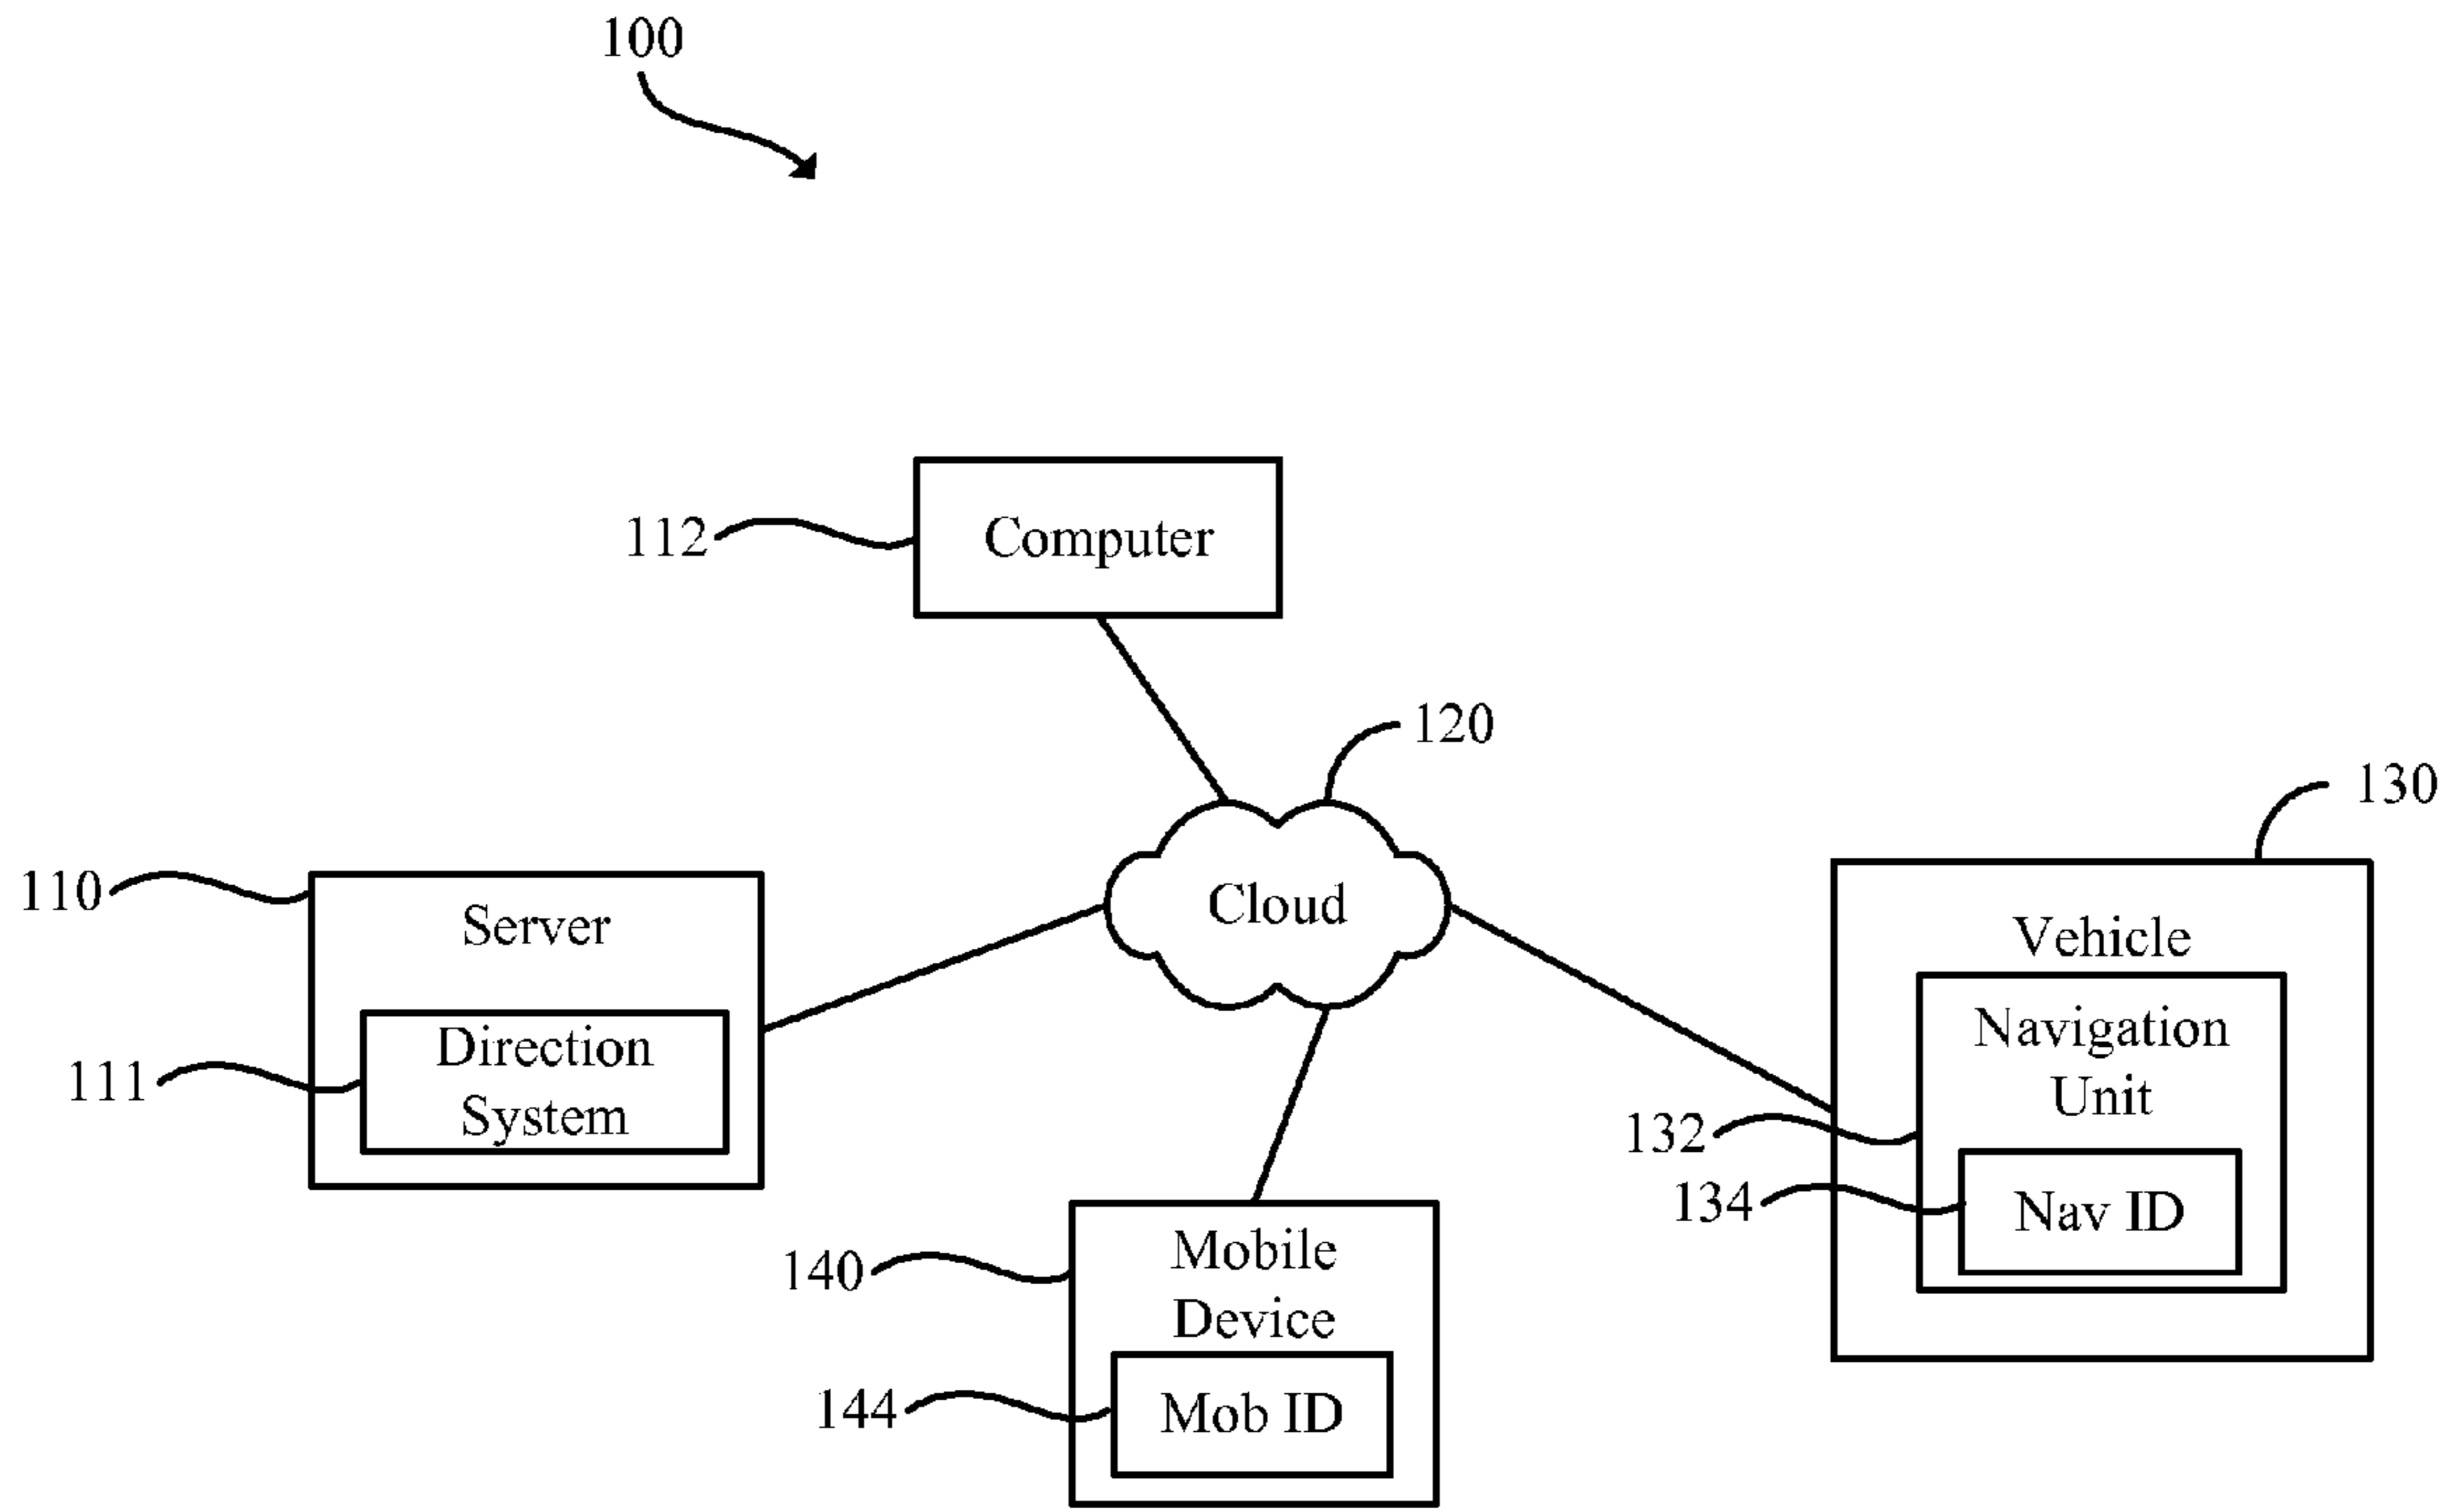 100
112
Computer
120
130
110
Server
Cloud
Vehicle
Direction
System
111
Navigation
Unit
132
134
Nav ID
140
Mobile
Device
144
Mob ID